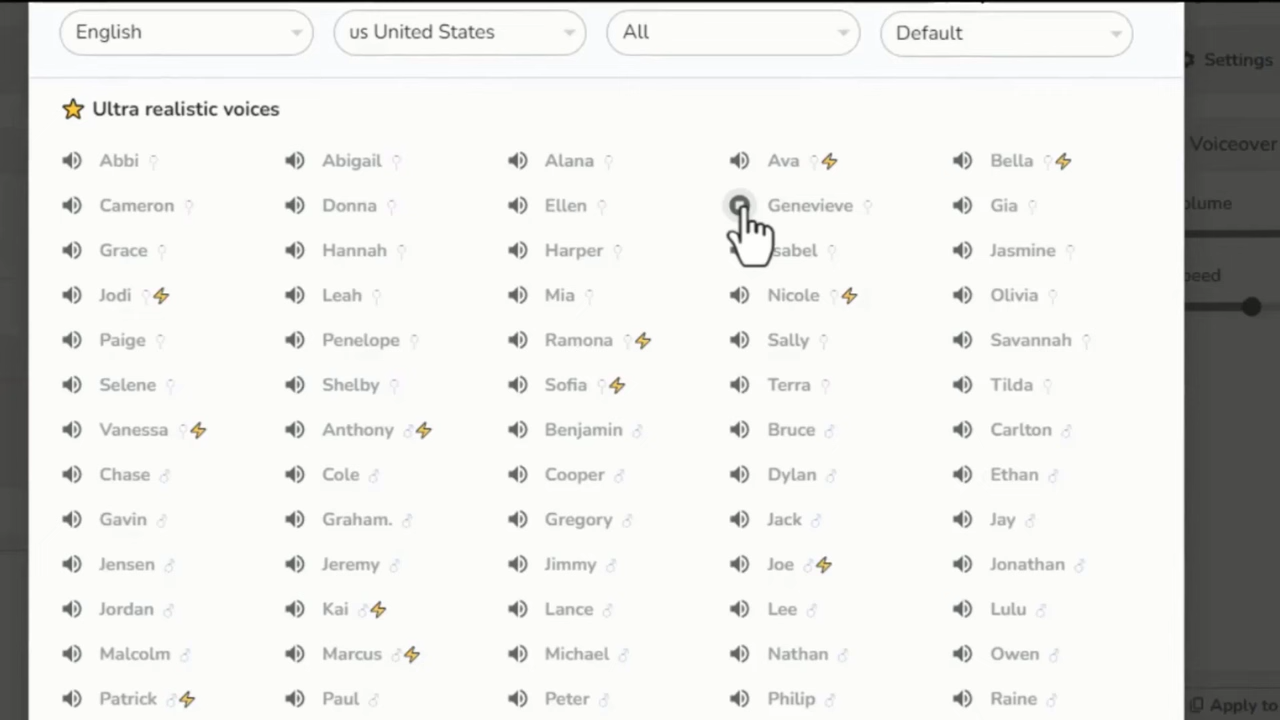 English us United States All Default
Settings
Ultra realistic voices
Voiceover
Abbi Abigail Alana Ava Bella
Cameron Donna Ellen Genevieve Gia
Grace Hannah Harper Jasmine
Jodi Leah Mia Nicole Olivia
Paige Penelope Ramona Sally Savannah
Selene Shelby Sofia Terra Tilda
Vanessa Anthony Benjamin Bruce Carlton
Chase Cole Cooper Dylan Ethan
Gavin Graham. Gregory Jack Jay
Jensen Jeremy Jimmy Joe Jonathan
Jordan Kai Lance Lee Lulu
Malcolm Marcus Michael Nathan Owen
Patrick Paul Peter Philip Raine
Apply to